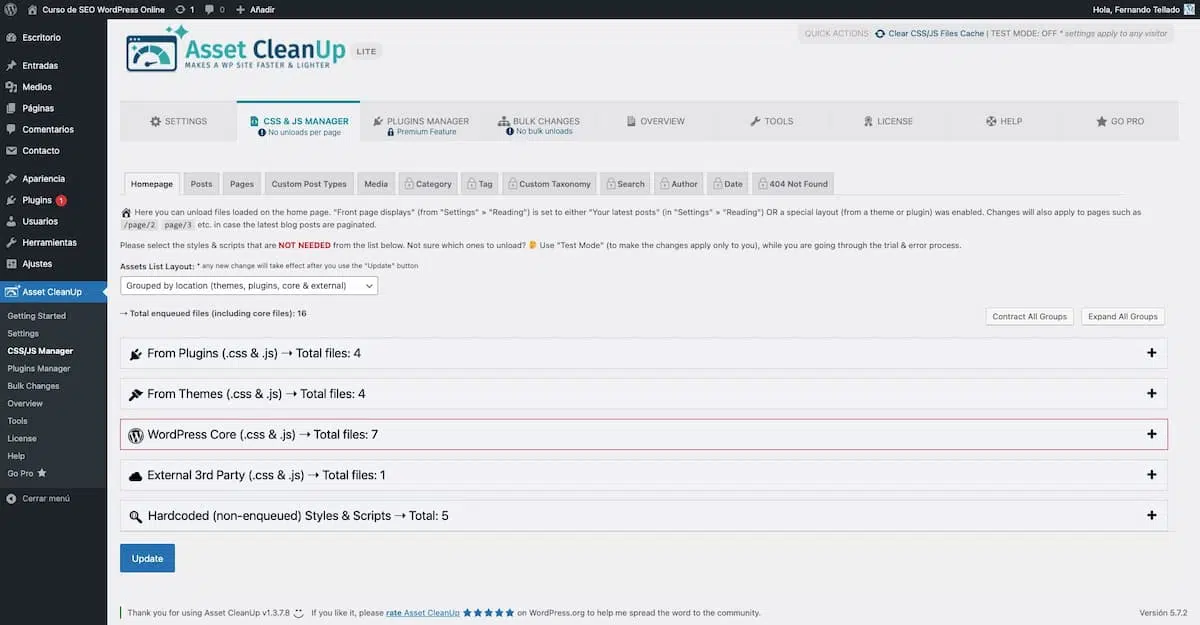 Curso de SEO WordPress Online 1 0 + Añadir Hola, Fernando Tellado
Escritorio
Entradas
Medios
Páginas
Comentarios
Contacto
Apariencia
Plugins 1
Usuarios
Herramientas
Ajustes
Asset CleanUp
Getting Started
Settings
CSS/JS Manager
Plugins Manager
Bulk Changes
Overview
Tools
License
Help
Go Pro
Cerrar menú
Asset CleanUp LITE
MAKES A WP SITE FASTER & LIGHTER
QUICK ACTIONS: Clear CSS/JS Files Cache | TEST MODE: OFF * settings apply to any visitor
SETTINGS
CSS & JS MANAGER
No unloads per page
PLUGINS MANAGER
Premium Feature
BULK CHANGES
No bulk unloads
OVERVIEW
TOOLS
LICENSE
HELP
GO PRO
Homepage Posts Pages Custom Post Types Media Category Tag Custom Taxonomy Search Author Date 404 Not Found
Here you can unload files loaded on the home page. "Front page displays" (from "Settings" » "Reading") is set to either "Your latest posts" (in "Settings" » "Reading") OR a special layout (from a theme or plugin) was enabled. Changes will also apply to pages such as
/page/2 page/3 etc. in case the latest blog posts are paginated.
Please select the styles & scripts that are NOT NEEDED from the list below. Not sure which ones to unload? 🤔 Use "Test Mode" (to make the changes apply only to you), while you are going through the trial & error process.
Assets List Layout: * any new change will take effect after you use the "Update" button
Grouped by location (themes, plugins, core & external)
→ Total enqueued files (including core files): 16
Contract All Groups Expand All Groups
From Plugins (.css & .js) → Total files: 4 +
From Themes (.css & .js) → Total files: 4 +
WordPress Core (.css & .js) → Total files: 7 +
External 3rd Party (.css & .js) → Total files: 1 +
Hardcoded (non-enqueued) Styles & Scripts → Total: 5 +
Update
Thank you for using Asset CleanUp v1.3.7.8 If you like it, please rate Asset CleanUp ★★★★★ on WordPress.org to help me spread the word to the community. Versión 5.7.2